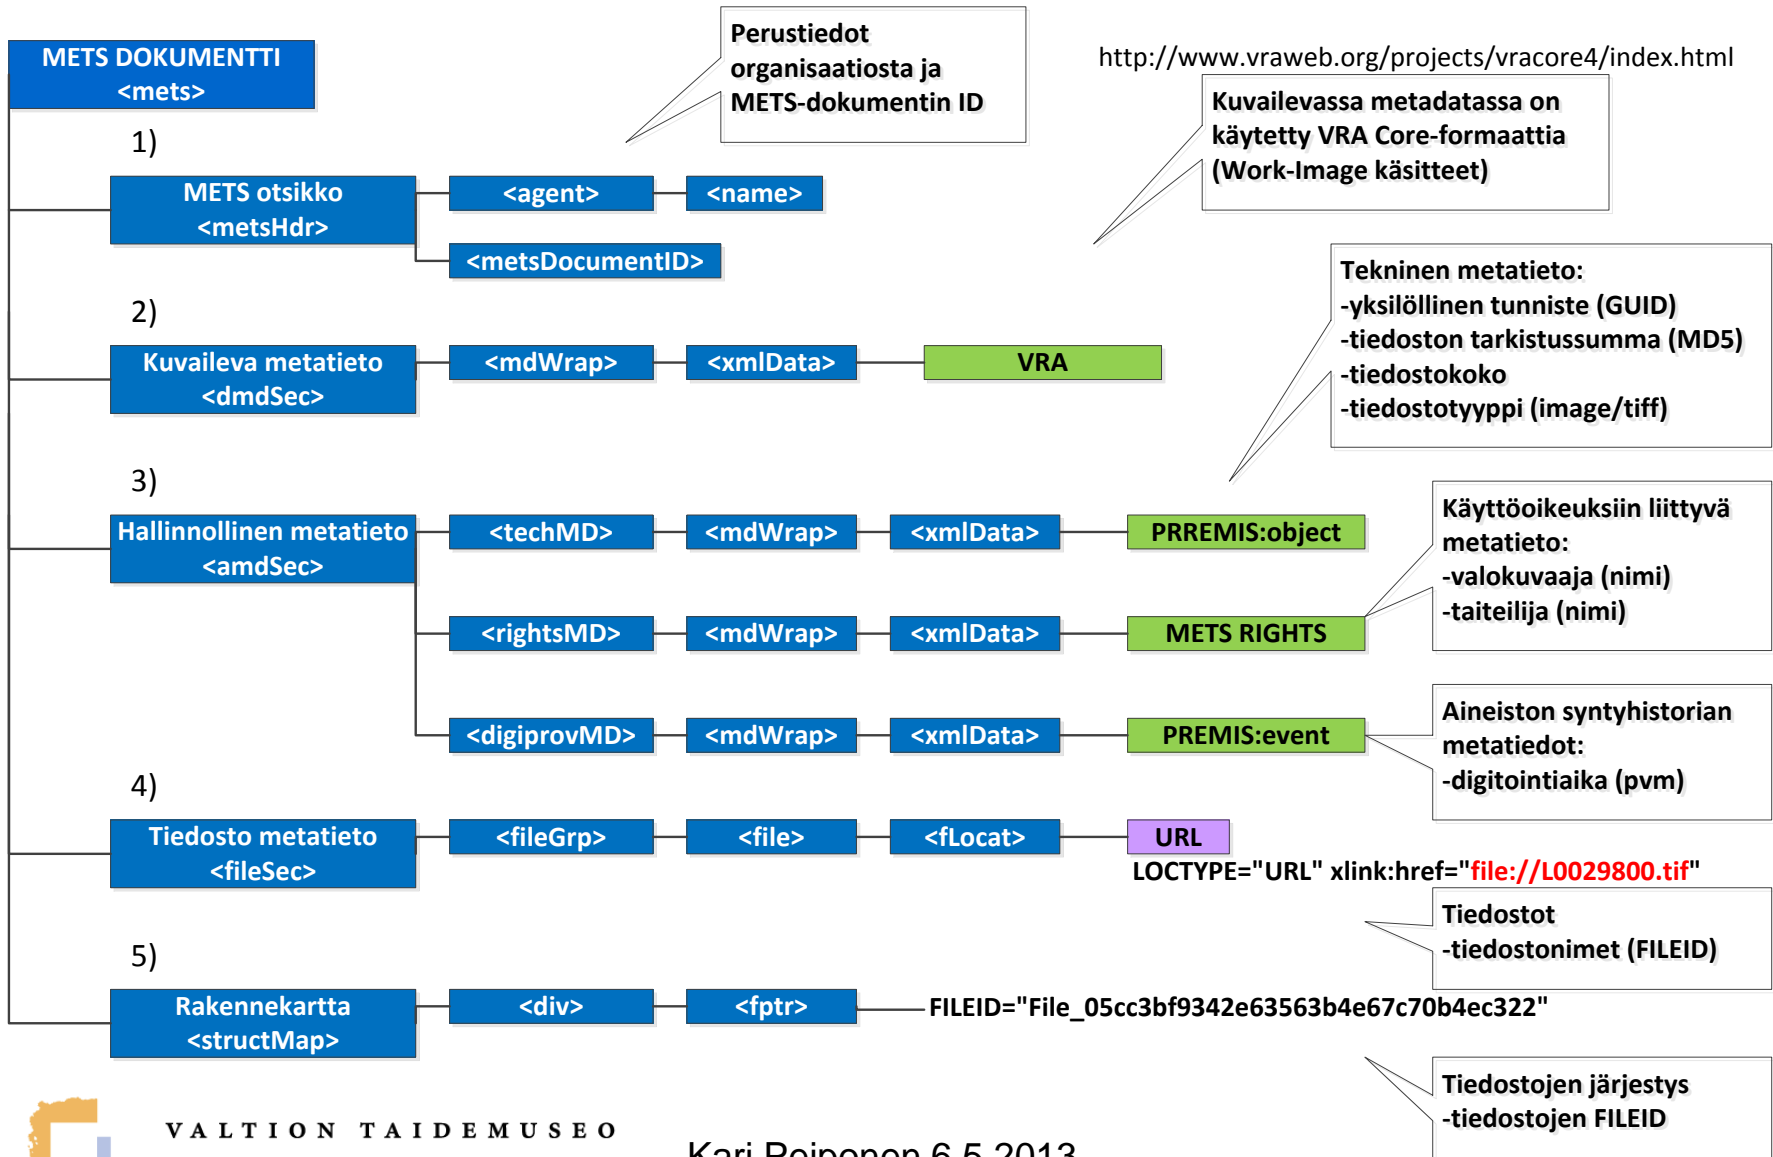 METS DOKUMENTTI
<mets>
Perustiedot
organisaatiosta ja
METS-dokumentin ID
http://www.vraweb.org/projects/vracore4/index.html
Kuvailevassa metadatassa on
käytetty VRA Core-formaattia
(Work-Image käsitteet)
1)
METS otsikko
<metsHdr>
<agent>
<name>
<metsDocumentID>
Tekninen metatieto:
-yksilöllinen tunniste (GUID)
-tiedoston tarkistussumma (MD5)
-tiedostokoko
-tiedostotyyppi (image/tiff)
2)
Kuvaileva metatieto
<dmdSec>
<mdWrap>
<xmlData>
VRA
3)
Hallinnollinen metatieto
<amdSec>
<techMD>
<mdWrap>
<xmlData>
PRREMIS:object
Käyttöoikeuksiin liittyvä
metatieto:
-valokuvaaja (nimi)
-taiteilija (nimi)
<rightsMD>
<mdWrap>
<xmlData>
METS RIGHTS
<digiprovMD>
<mdWrap>
<xmlData>
PREMIS:event
Aineiston syntyhistorian
metatiedot:
-digitointiaika (pvm)
4)
Tiedosto metatieto
<fileSec>
<fileGrp>
<file>
<fLocat>
URL
LOCTYPE="URL" xlink:href="file://L0029800.tif"
Tiedostot
-tiedostonimet (FILEID)
5)
Rakennekartta
<structMap>
<div>
<fptr>
FILEID="File_05cc3bf9342e63563b4e67c70b4ec322"
Tiedostojen järjestys
-tiedostojen FILEID
VALTION TAIDEMUSEO
Kari Peiponen 6.5.2013